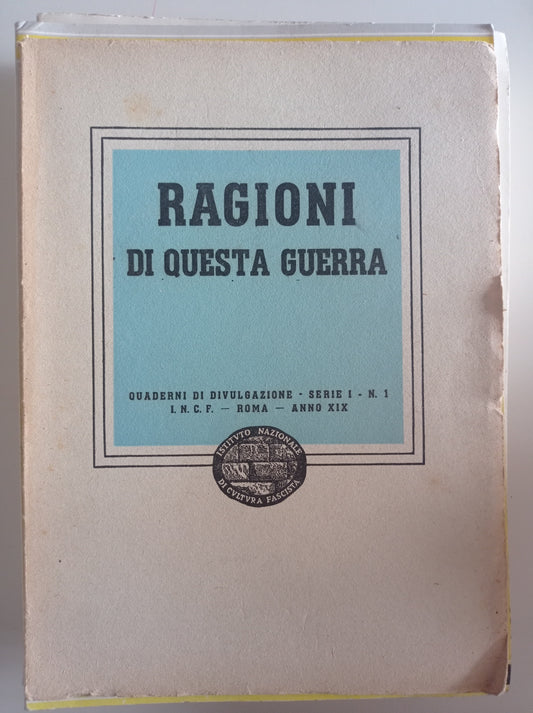 RAGIONI
DI QUESTA GUERRA
QUADERNI DI DIVULGAZIONE - SERIE I - N. 1
I. N. C. F. — ROMA — ANNO XIX
ISTITVTO NAZIONALE
DI CVLTVRA FASCISTA